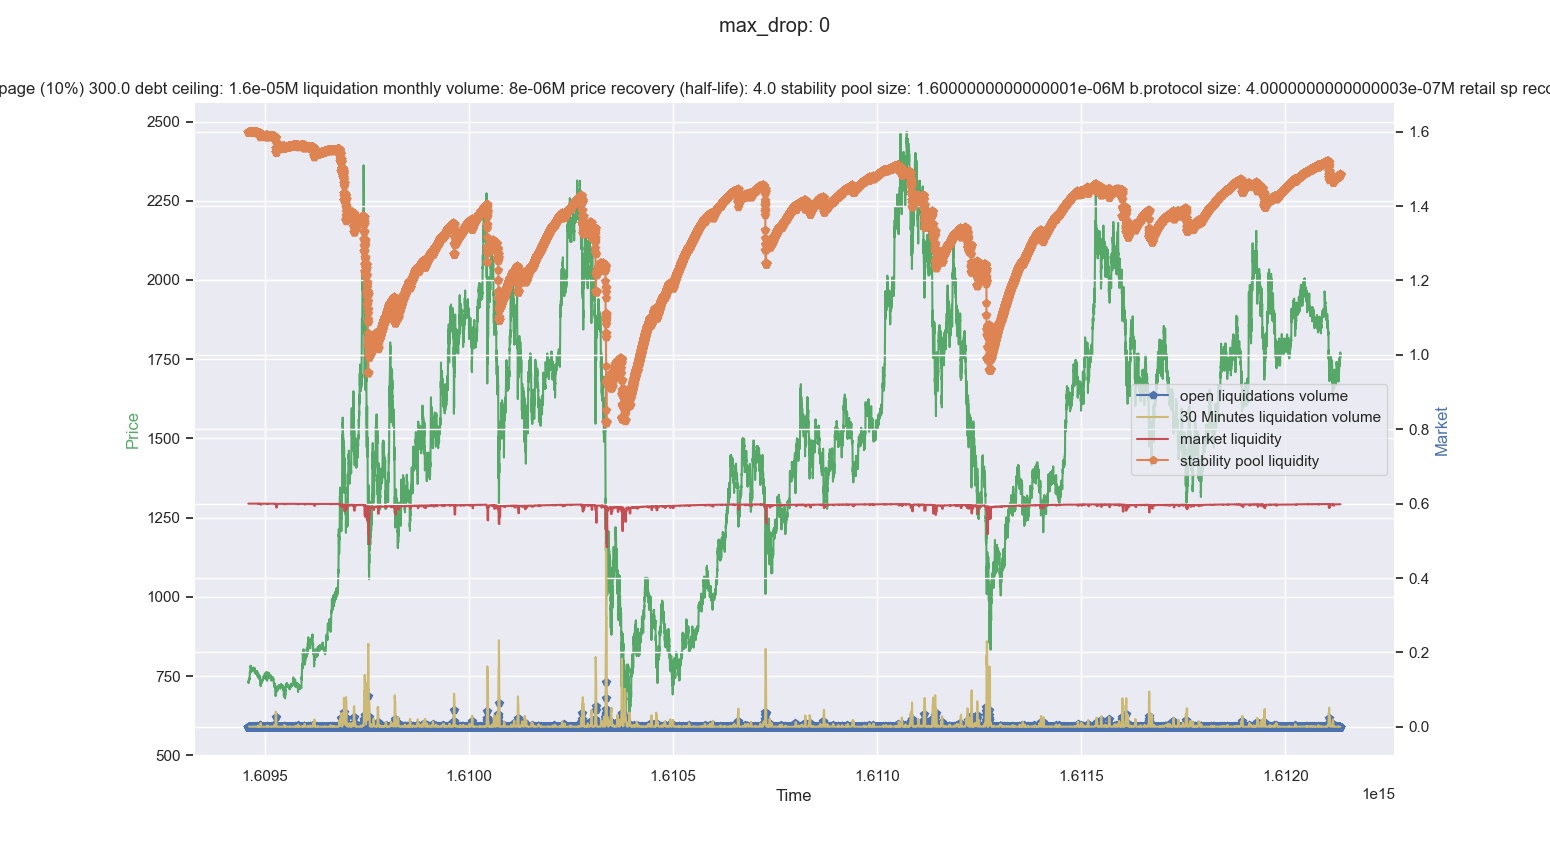 max_drop: 0
page (10%) 300.0 debt ceiling: 1.6e-05M liquidation monthly volume: 8e-06M price recovery (half-life): 4.0 stability pool size: 1.6000000000000001e-06M b.protocol size: 4.0000000000000003e-07M retail sp reco
2500
2250
2000
1750
1500
1250
1000
750
500
Price
1.6
1.4
1.2
1.0
0.8
0.6
0.4
0.2
0.0
Market
open liquidations volume
30 Minutes liquidation volume
market liquidity
stability pool liquidity
1.6095 1.6100 1.6105 1.6110 1.6115 1.6120
Time
1e15